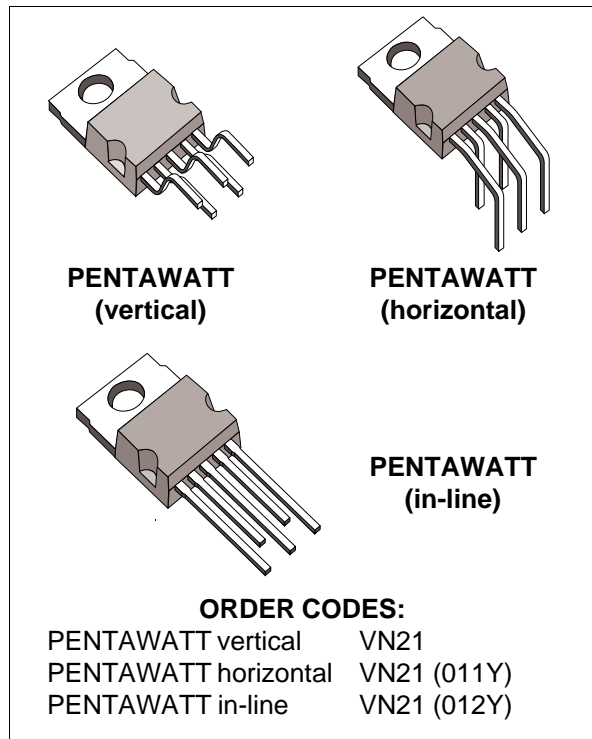 PENTAWATT
(vertical)
PENTAWATT
(horizontal)
PENTAWATT
(in-line)
ORDER CODES:
PENTAWATT vertical VN21
PENTAWATT horizontal VN21 (011Y)
PENTAWATT in-line VN21 (012Y)